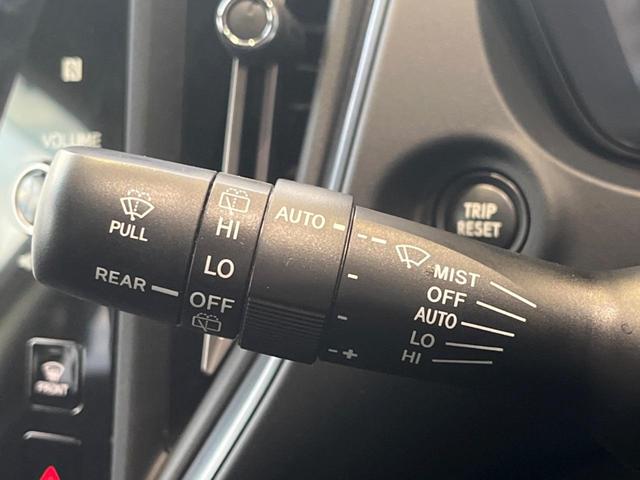 VOLUME
PULL
REAR
HI
LO
OFF
AUTO
- +
MIST
OFF
AUTO
LO
HI
TRIP
RESET
FRONT